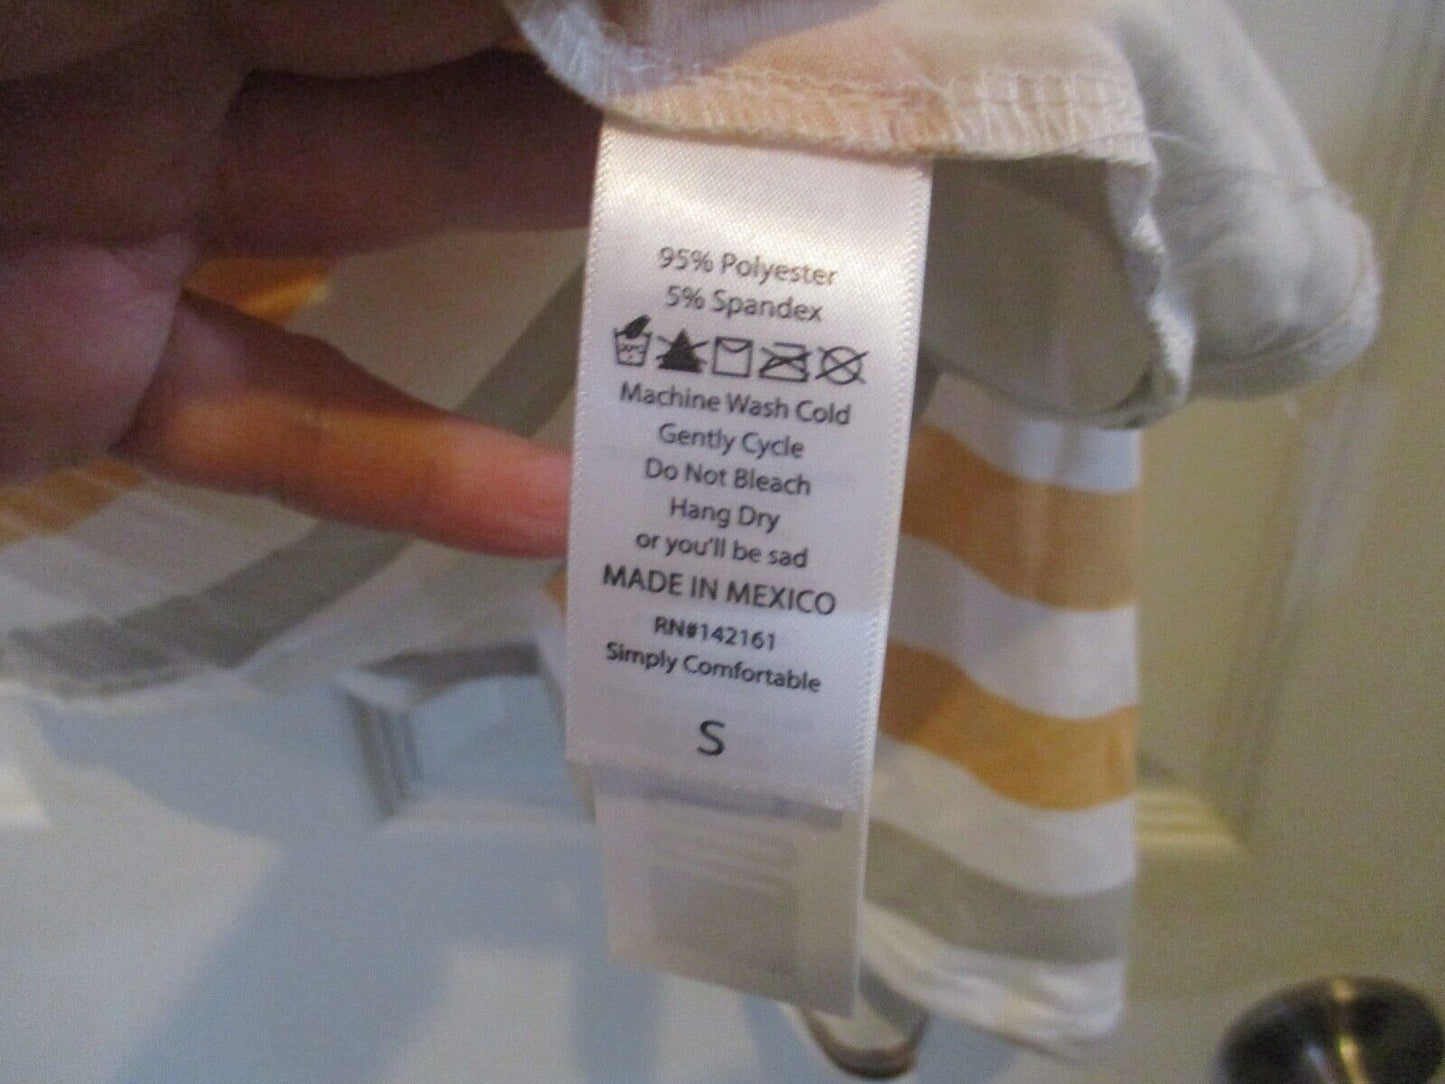 95% Polyester
5% Spandex
Machine Wash Cold
Gently Cycle
Do Not Bleach
Hang Dry
or you'll be sad
MADE IN MEXICO
RN#142161
Simply Comfortable
S